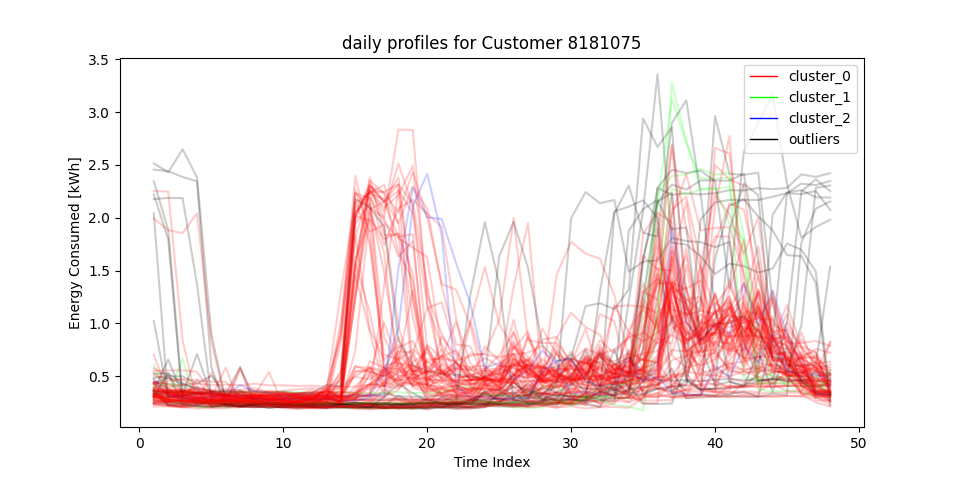 daily profiles for Customer 8181075
3.5
3.0
2.5
2.0
1.5
1.0
0.5
Energy Consumed [kWh]
cluster_0
cluster_1
cluster_2
outliers
0 10 20 30 40 50
Time Index